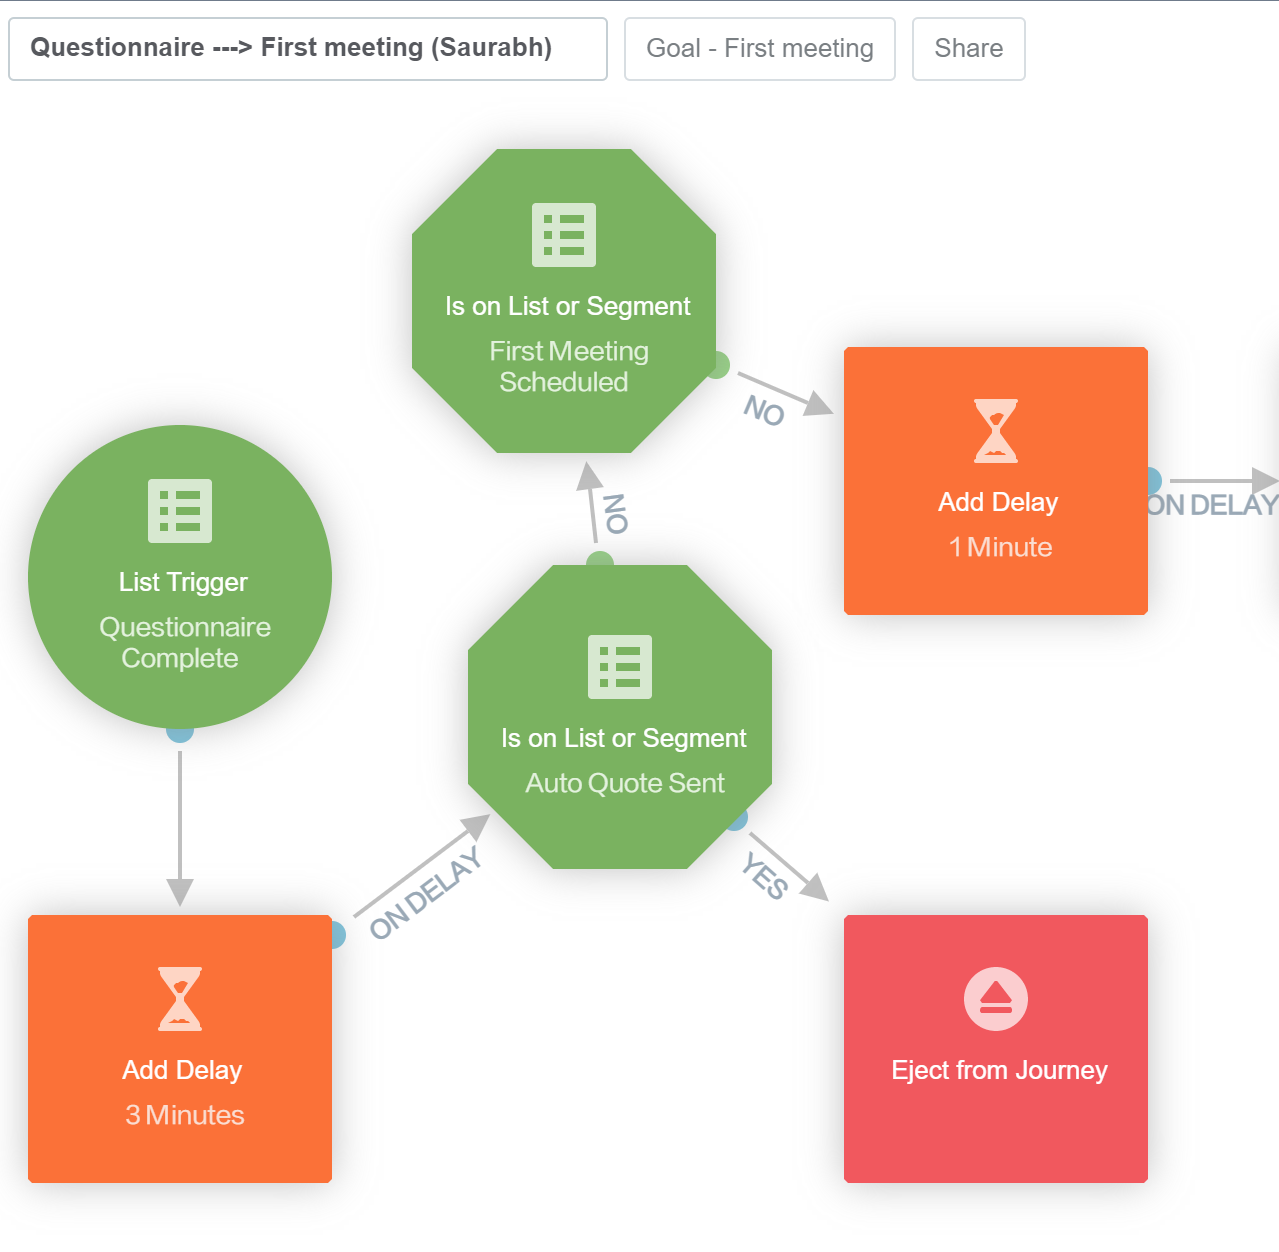 Questionnaire ---> First meeting (Saurabh)
Goal - First meeting
Share
Is on List or Segment
First Meeting
Scheduled
NO
Add Delay
1 Minute
ON DELAY
NO
List Trigger
Questionnaire
Complete
Is on List or Segment
Auto Quote Sent
ON DELAY
YES
Add Delay
3 Minutes
Eject from Journey